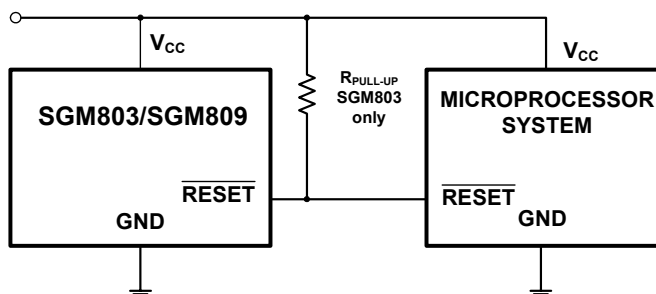 V_CC
R_PULL-UP
SGM803
only
V_CC
SGM803/SGM809
MICROPROCESSOR
SYSTEM
RESET
RESET
GND
GND